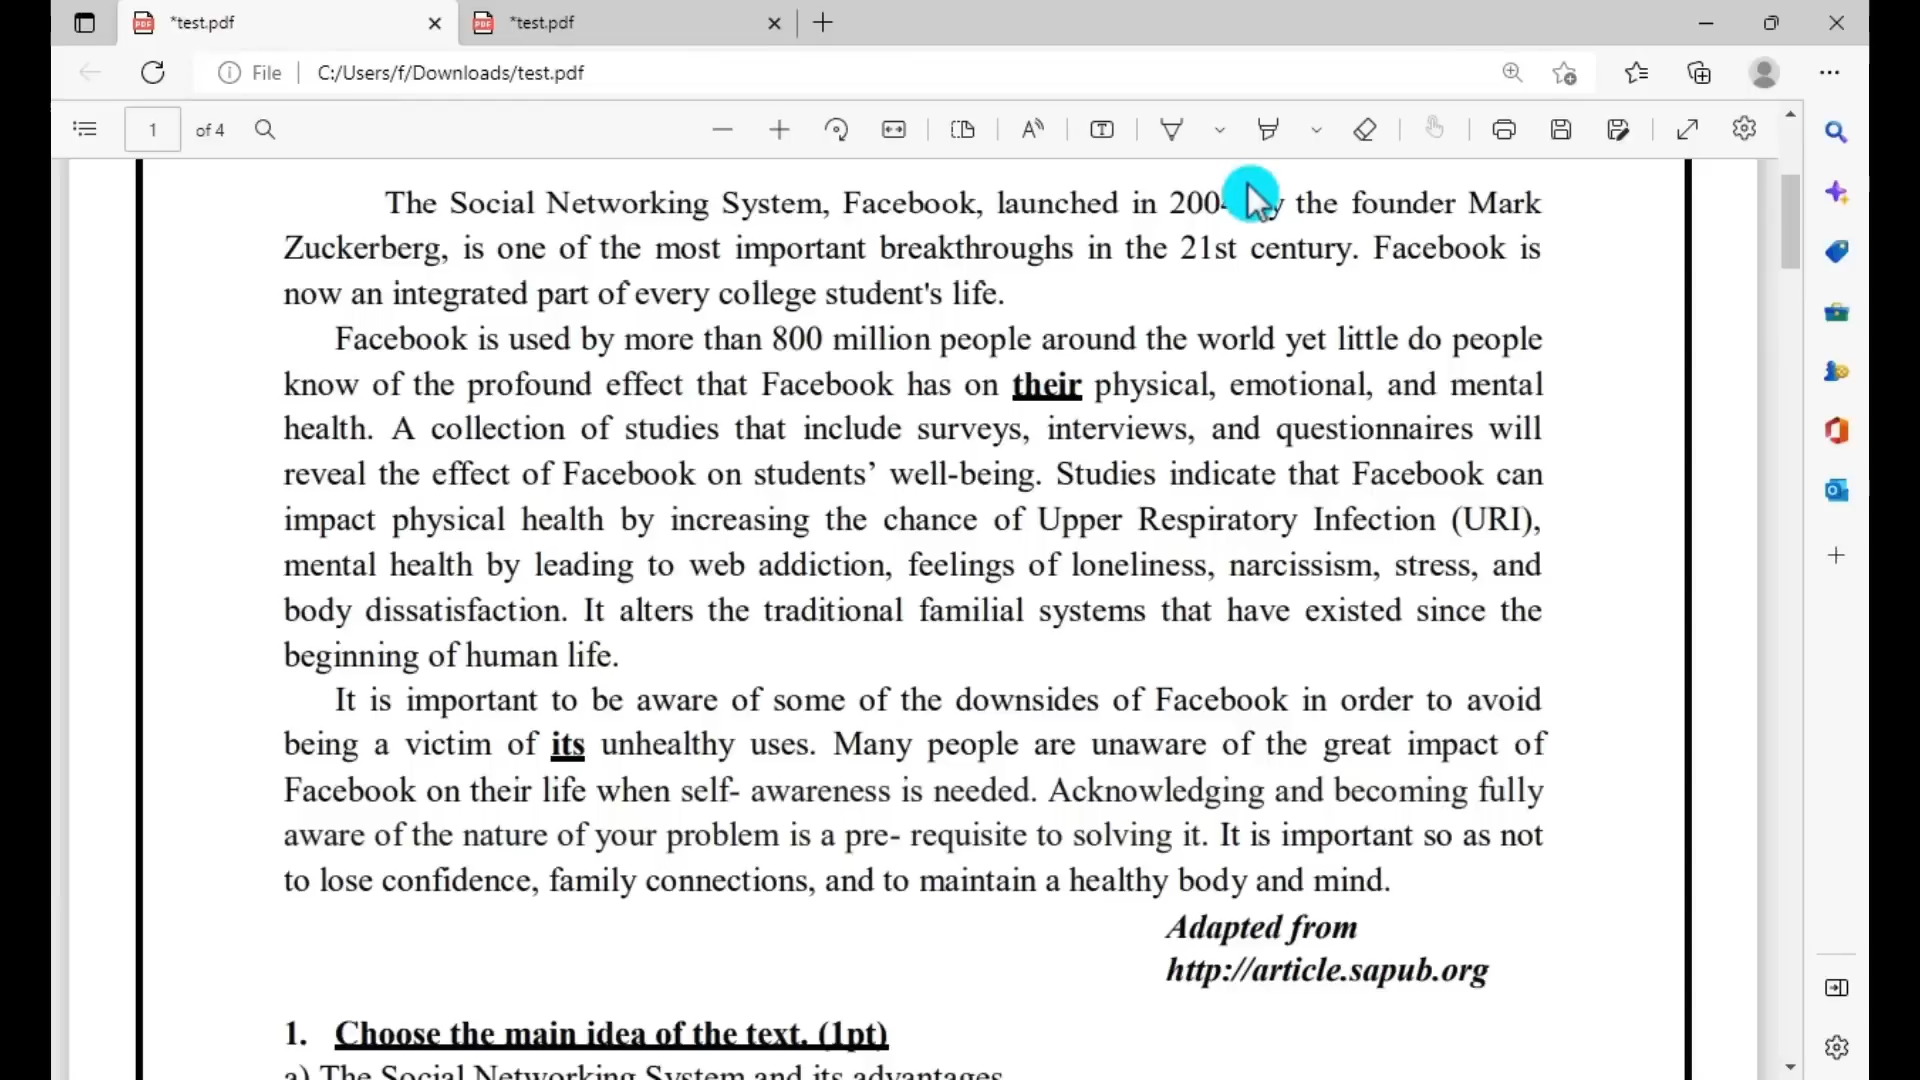 *test.pdf
*test.pdf
File
C:/Users/f/Downloads/test.pdf
1 of 4
The Social Networking System, Facebook, launched in the founder Mark
Zuckerberg, is one of the most important breakthroughs in the 21st century. Facebook is
now an integrated part of every college student's life.
Facebook is used by more than 800 million people around the world yet little do people
know of the profound effect that Facebook has on their physical, emotional, and mental
health. A collection of studies that include surveys, interviews, and questionnaires will
reveal the effect of Facebook on students’ well-being. Studies indicate that Facebook can
impact physical health by increasing the chance of Upper Respiratory Infection (URI),
mental health by leading to web addiction, feelings of loneliness, narcissism, stress, and
body dissatisfaction. It alters the traditional familial systems that have existed since the
beginning of human life.
It is important to be aware of some of the downsides of Facebook in order to avoid
being a victim of its unhealthy uses. Many people are unaware of the great impact of
Facebook on their life when self- awareness is needed. Acknowledging and becoming fully
aware of the nature of your problem is a pre- requisite to solving it. It is important so as not
to lose confidence, family connections, and to maintain a healthy body and mind.
Adapted from
http://article.sapub.org
1. Choose the main idea of the text. (1pt)
a) The Social Networking System and its advantages